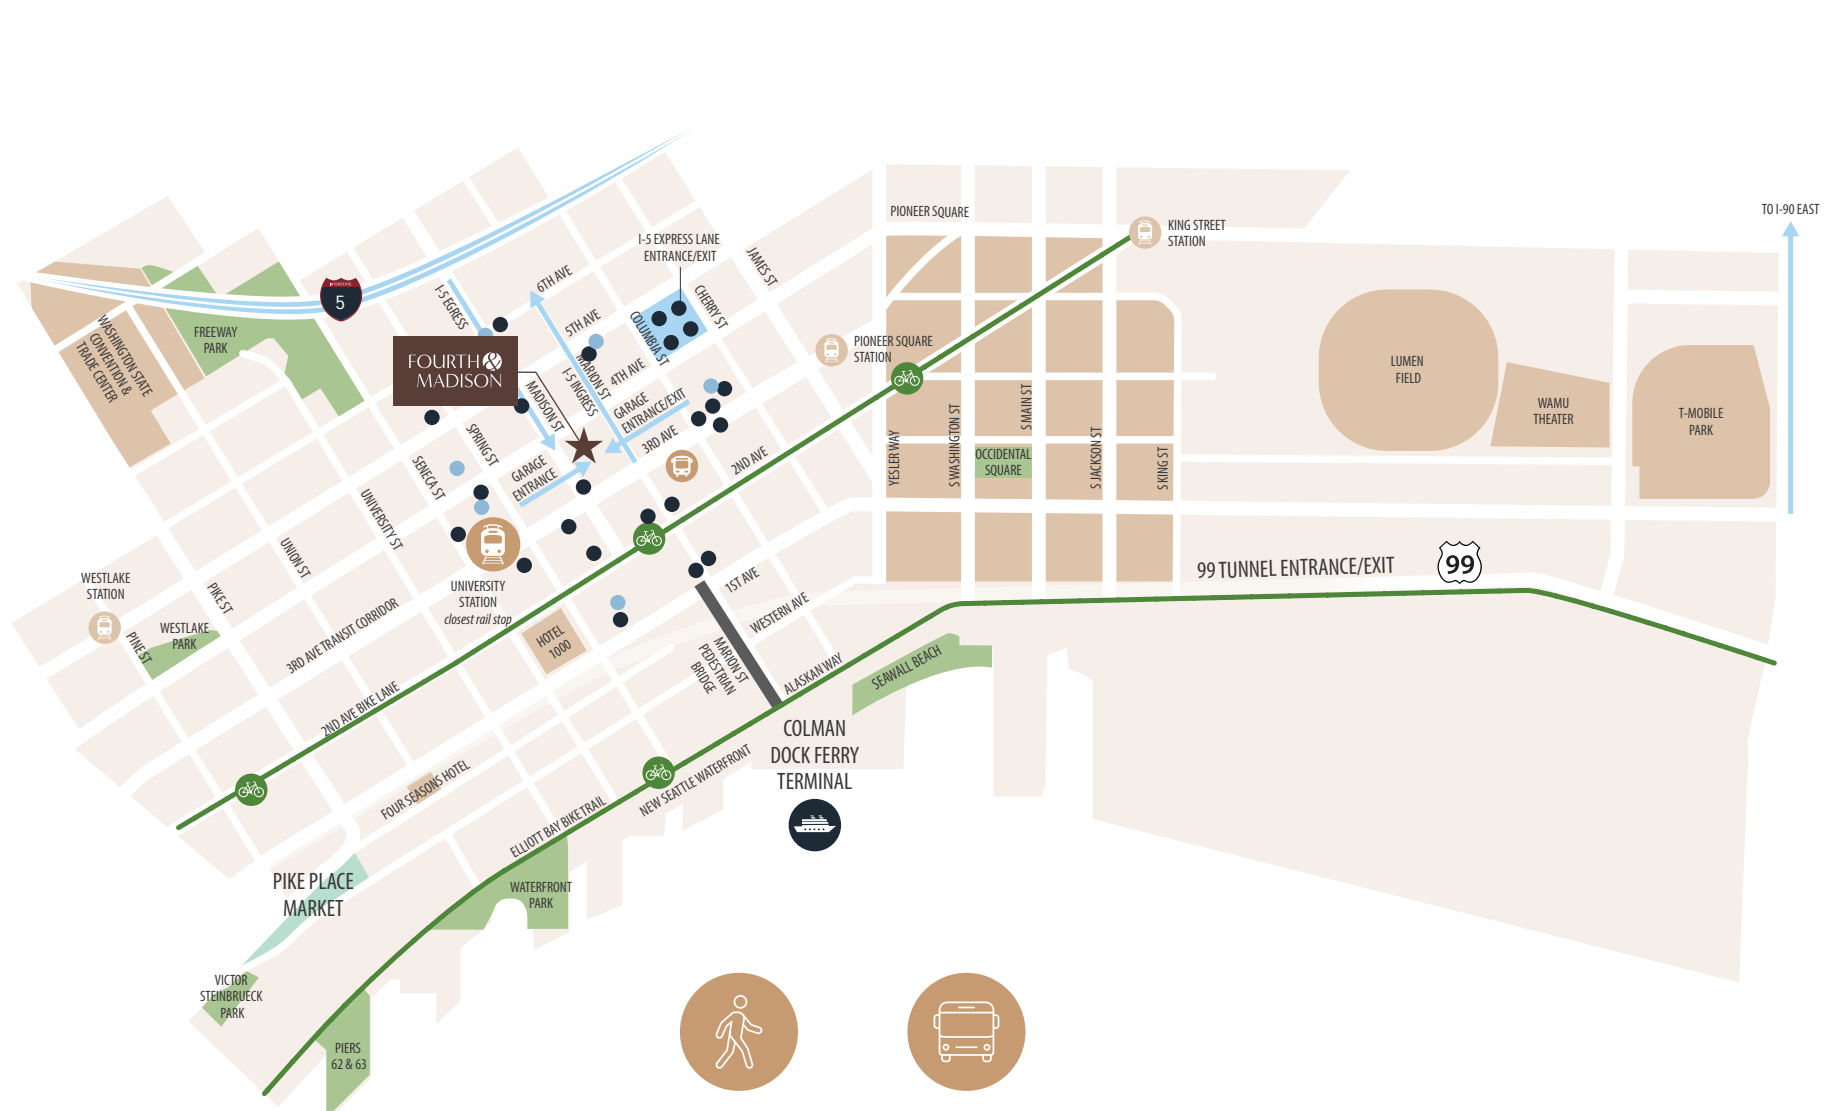 TO I-90 EAST
PIONEER SQUARE
KING STREET
STATION
I-5 EXPRESS LANE
ENTRANCE/EXIT
JAMES ST
6TH AVE
I-5 EGRESS
CHERRY ST
5TH AVE
COLUMBIA ST
INTERSTATE
5
FREEWAY
PARK
WASHINGTON STATE
CONVENTION &
TRADE CENTER
FOURTH &
MADISON
MARION ST
I-5 INGRESS
4TH AVE
MADISON ST
GARAGE
ENTRANCE/EXIT
3RD AVE
2ND AVE
PIONEER SQUARE
STATION
LUMEN
FIELD
WAMU
THEATER
T-MOBILE
PARK
YESLER WAY
S WASHINGTON ST
S MAIN ST
S JACKSON ST
S KING ST
OCCIDENTAL
SQUARE
SPRING ST
SENECA ST
GARAGE
ENTRANCE
UNIVERSITY ST
UNION ST
PIKE ST
PINE ST
WESTLAKE
STATION
WESTLAKE
PARK
UNIVERSITY
STATION
closest rail stop
3RD AVE TRANSIT CORRIDOR
HOTEL
1000
1ST AVE
WESTERN AVE
MARION ST
PEDESTRIAN
BRIDGE
ALASKAN WAY
SEAWALL BEACH
99 TUNNEL ENTRANCE/EXIT
99
2ND AVE BIKE LANE
FOUR SEASONS HOTEL
ELLIOTT BAY BIKE TRAIL
NEW SEATTLE WATERFRONT
COLMAN
DOCK FERRY
TERMINAL
PIKE PLACE
MARKET
WATERFRONT
PARK
VICTOR
STEINBRUECK
PARK
PIERS
62 & 63